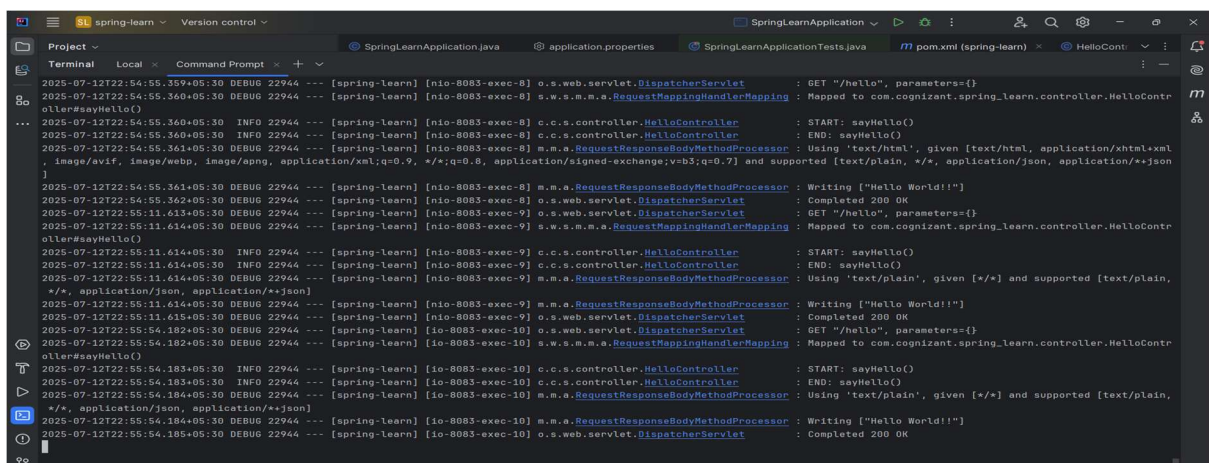 SL spring-learn Version control SpringLearnApplication
Project SpringLearnApplication.java application.properties SpringLearnApplicationTests.java m pom.xml (spring-learn) HelloContr
Terminal Local Command Prompt
2025-07-12T22:54:55.359+05:30 DEBUG 22944 --- [spring-learn] [nio-8083-exec-8] o.s.web.servlet.DispatcherServlet : GET "/hello", parameters={}
2025-07-12T22:54:55.360+05:30 DEBUG 22944 --- [spring-learn] [nio-8083-exec-8] s.w.s.m.m.a.RequestMappingHandlerMapping : Mapped to com.cognizant.spring_learn.controller.HelloContr
oller#sayHello()
2025-07-12T22:54:55.360+05:30 INFO 22944 --- [spring-learn] [nio-8083-exec-8] c.c.s.controller.HelloController : START: sayHello()
2025-07-12T22:54:55.361+05:30 INFO 22944 --- [spring-learn] [nio-8083-exec-8] c.c.s.controller.HelloController : END: sayHello()
2025-07-12T22:54:55.361+05:30 DEBUG 22944 --- [spring-learn] [nio-8083-exec-8] m.m.a.RequestResponseBodyMethodProcessor : Using 'text/html', given [text/html, application/xhtml+xml
, image/avif, image/webp, image/apng, application/xml;q=0.9, */*;q=0.8, application/signed-exchange;v=b3;q=0.7] and supported [text/plain, */*, application/json, application/*+json
]
2025-07-12T22:54:55.361+05:30 DEBUG 22944 --- [spring-learn] [nio-8083-exec-8] m.m.a.RequestResponseBodyMethodProcessor : Writing ["Hello World!!"]
2025-07-12T22:54:55.362+05:30 DEBUG 22944 --- [spring-learn] [nio-8083-exec-8] o.s.web.servlet.DispatcherServlet : Completed 200 OK
2025-07-12T22:55:11.613+05:30 DEBUG 22944 --- [spring-learn] [nio-8083-exec-9] o.s.web.servlet.DispatcherServlet : GET "/hello", parameters={}
2025-07-12T22:55:11.614+05:30 DEBUG 22944 --- [spring-learn] [nio-8083-exec-9] s.w.s.m.m.a.RequestMappingHandlerMapping : Mapped to com.cognizant.spring_learn.controller.HelloContr
oller#sayHello()
2025-07-12T22:55:11.614+05:30 INFO 22944 --- [spring-learn] [nio-8083-exec-9] c.c.s.controller.HelloController : START: sayHello()
2025-07-12T22:55:11.614+05:30 INFO 22944 --- [spring-learn] [nio-8083-exec-9] c.c.s.controller.HelloController : END: sayHello()
2025-07-12T22:55:11.614+05:30 DEBUG 22944 --- [spring-learn] [nio-8083-exec-9] m.m.a.RequestResponseBodyMethodProcessor : Using 'text/plain', given [*/*] and supported [text/plain,
*/*, application/json, application/*+json]
2025-07-12T22:55:11.614+05:30 DEBUG 22944 --- [spring-learn] [nio-8083-exec-9] m.m.a.RequestResponseBodyMethodProcessor : Writing ["Hello World!!"]
2025-07-12T22:55:11.615+05:30 DEBUG 22944 --- [spring-learn] [nio-8083-exec-9] o.s.web.servlet.DispatcherServlet : Completed 200 OK
2025-07-12T22:55:54.182+05:30 DEBUG 22944 --- [spring-learn] [io-8083-exec-10] o.s.web.servlet.DispatcherServlet : GET "/hello", parameters={}
2025-07-12T22:55:54.182+05:30 DEBUG 22944 --- [spring-learn] [io-8083-exec-10] s.w.s.m.m.a.RequestMappingHandlerMapping : Mapped to com.cognizant.spring_learn.controller.HelloContr
oller#sayHello()
2025-07-12T22:55:54.183+05:30 INFO 22944 --- [spring-learn] [io-8083-exec-10] c.c.s.controller.HelloController : START: sayHello()
2025-07-12T22:55:54.183+05:30 INFO 22944 --- [spring-learn] [io-8083-exec-10] c.c.s.controller.HelloController : END: sayHello()
2025-07-12T22:55:54.184+05:30 DEBUG 22944 --- [spring-learn] [io-8083-exec-10] m.m.a.RequestResponseBodyMethodProcessor : Using 'text/plain', given [*/*] and supported [text/plain,
*/*, application/json, application/*+json]
2025-07-12T22:55:54.184+05:30 DEBUG 22944 --- [spring-learn] [io-8083-exec-10] m.m.a.RequestResponseBodyMethodProcessor : Writing ["Hello World!!"]
2025-07-12T22:55:54.185+05:30 DEBUG 22944 --- [spring-learn] [io-8083-exec-10] o.s.web.servlet.DispatcherServlet : Completed 200 OK